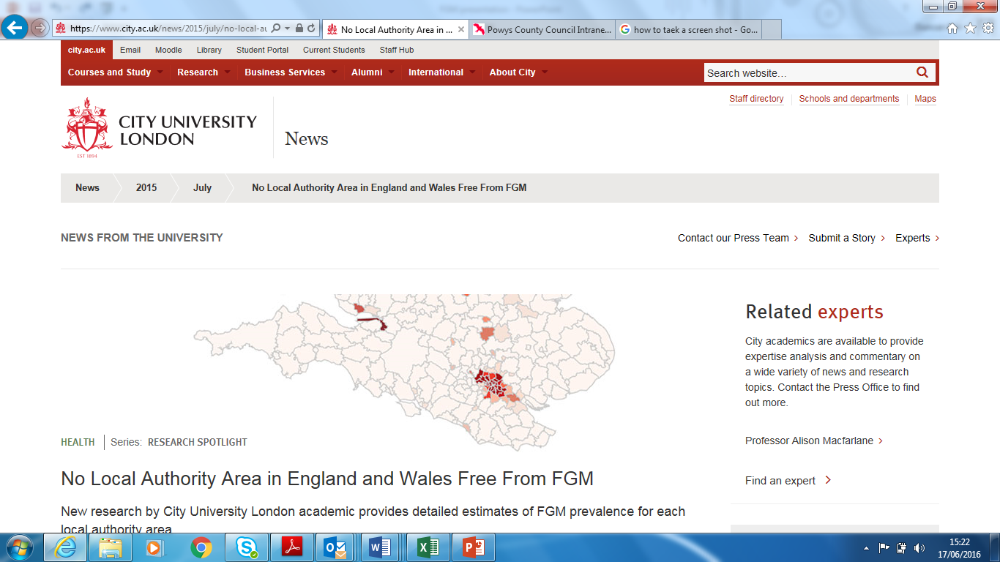 https://www.city.ac.uk/news/2015/july/no-local-au
No Local Authority Area in ...
Powys County Council Intrane...
how to taek a screen shot - Go...
city.ac.uk Email Moodle Library Student Portal Current Students Staff Hub
Courses and Study Research Business Services Alumni International About City
Search website...
Staff directory Schools and departments Maps
CITY UNIVERSITY
LONDON
EST 1894
News
News 2015 July No Local Authority Area in England and Wales Free From FGM
NEWS FROM THE UNIVERSITY
Contact our Press Team Submit a Story Experts
HEALTH Series: RESEARCH SPOTLIGHT
No Local Authority Area in England and Wales Free From FGM
New research by City University London academic provides detailed estimates of FGM prevalence for each
local authority area
Related experts
City academics are available to provide
expertise analysis and commentary on
a wide variety of news and research
topics. Contact the Press Office to find
out more.
Professor Alison Macfarlane
Find an expert
15:22
17/06/2016